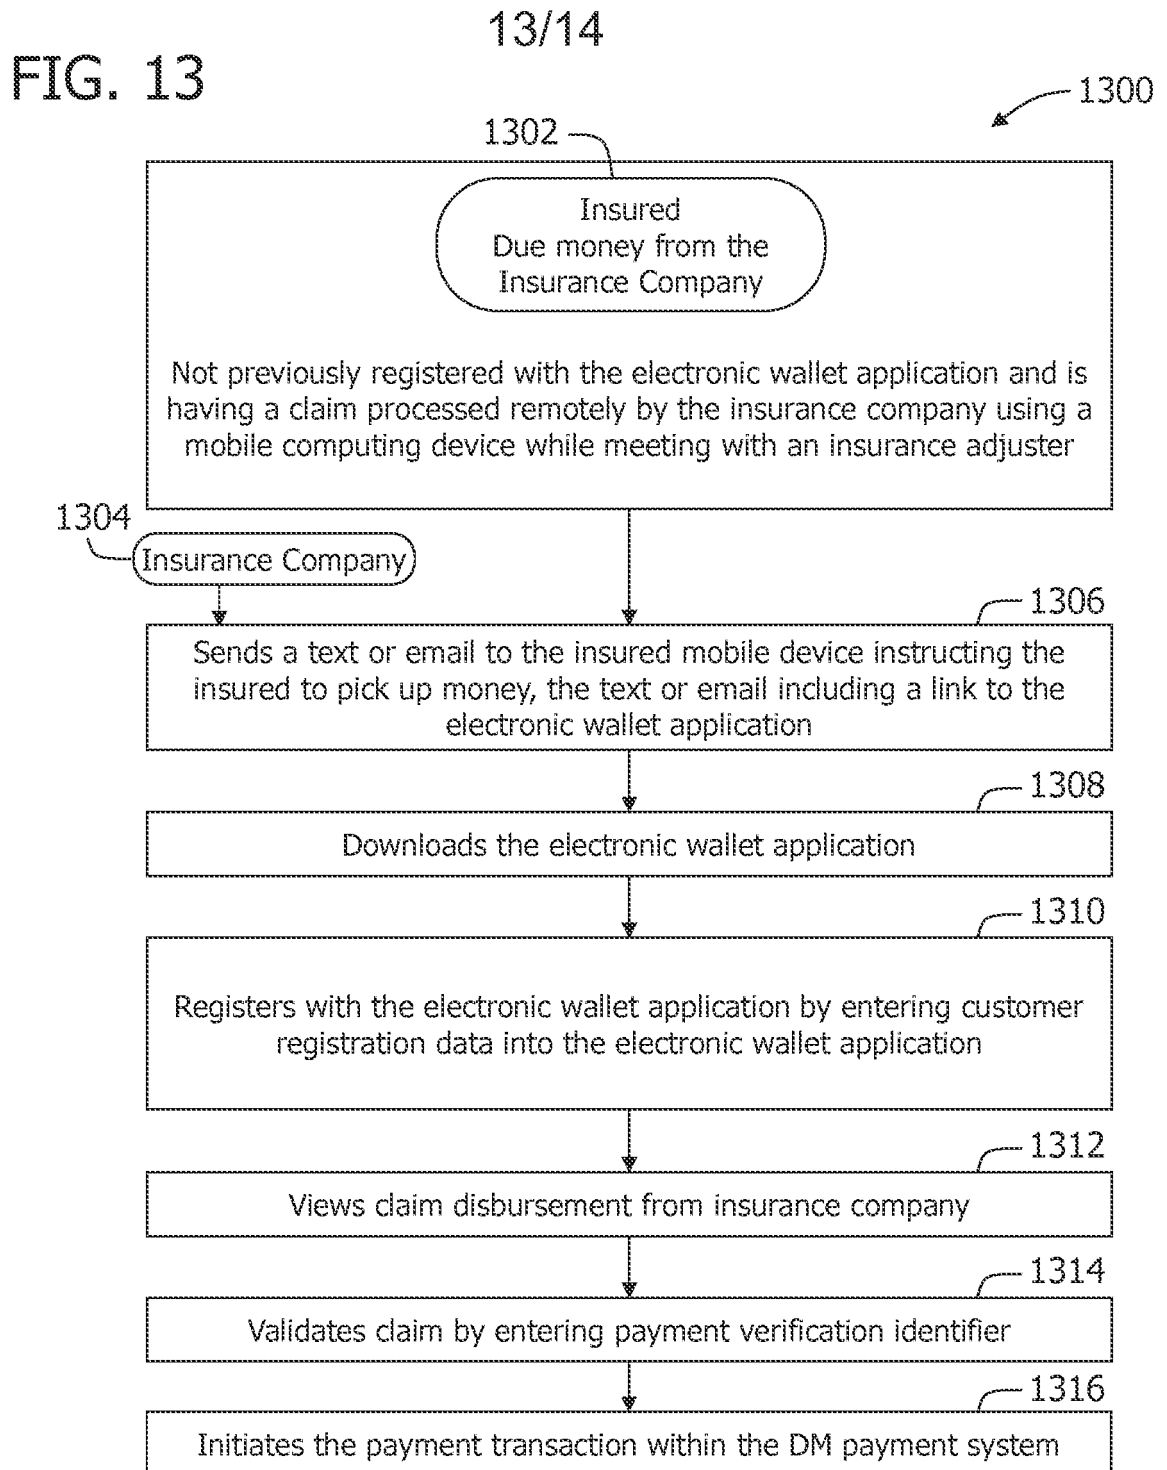 13/14
FIG. 13
1300
1302
Insured
Due money from the
Insurance Company
Not previously registered with the electronic wallet application and is
having a claim processed remotely by the insurance company using a
mobile computing device while meeting with an insurance adjuster
1304
Insurance Company
1306
Sends a text or email to the insured mobile device instructing the
insured to pick up money, the text or email including a link to the
electronic wallet application
1308
Downloads the electronic wallet application
1310
Registers with the electronic wallet application by entering customer
registration data into the electronic wallet application
1312
Views claim disbursement from insurance company
1314
Validates claim by entering payment verification identifier
1316
Initiates the payment transaction within the DM payment system